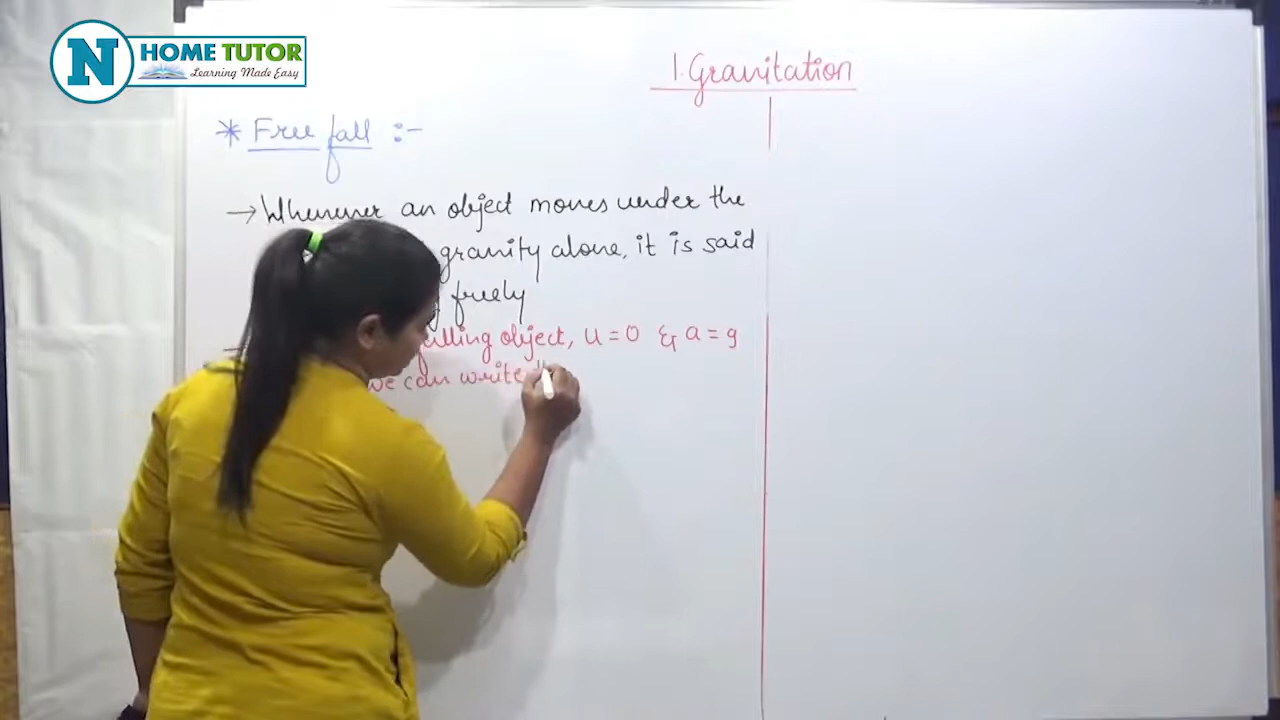 N HOME TUTOR
Learning Made Easy
1. Gravitation
* Free fall :-
→ Whenever an object moves under the
gravity alone, it is said
freely
falling object, u = 0 & a = g
we can write